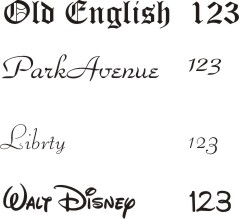 Old English 123
ParkAvenue 123
Librty 123
Walt Disney 123